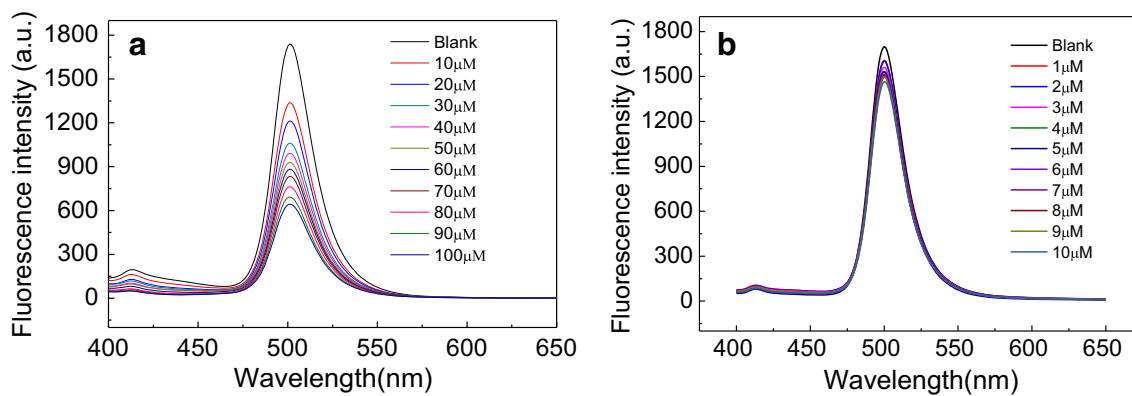 a
Fluorescence intensity (a.u.)
1800
1500
1200
900
600
300
0
Blank
10μM
20μM
30μM
40μM
50μM
60μM
70μM
80μM
90μM
100μM
400 450 500 550 600 650
Wavelength(nm)
b
Fluorescence intensity (a.u.)
1800
1500
1200
900
600
300
0
Blank
1μM
2μM
3μM
4μM
5μM
6μM
7μM
8μM
9μM
10μM
400 450 500 550 600 650
Wavelength(nm)